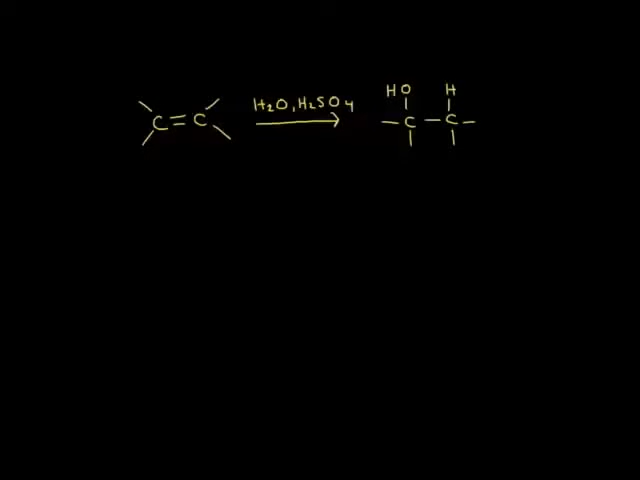 H₂O, H₂SO₄
HO H
C=C C—C